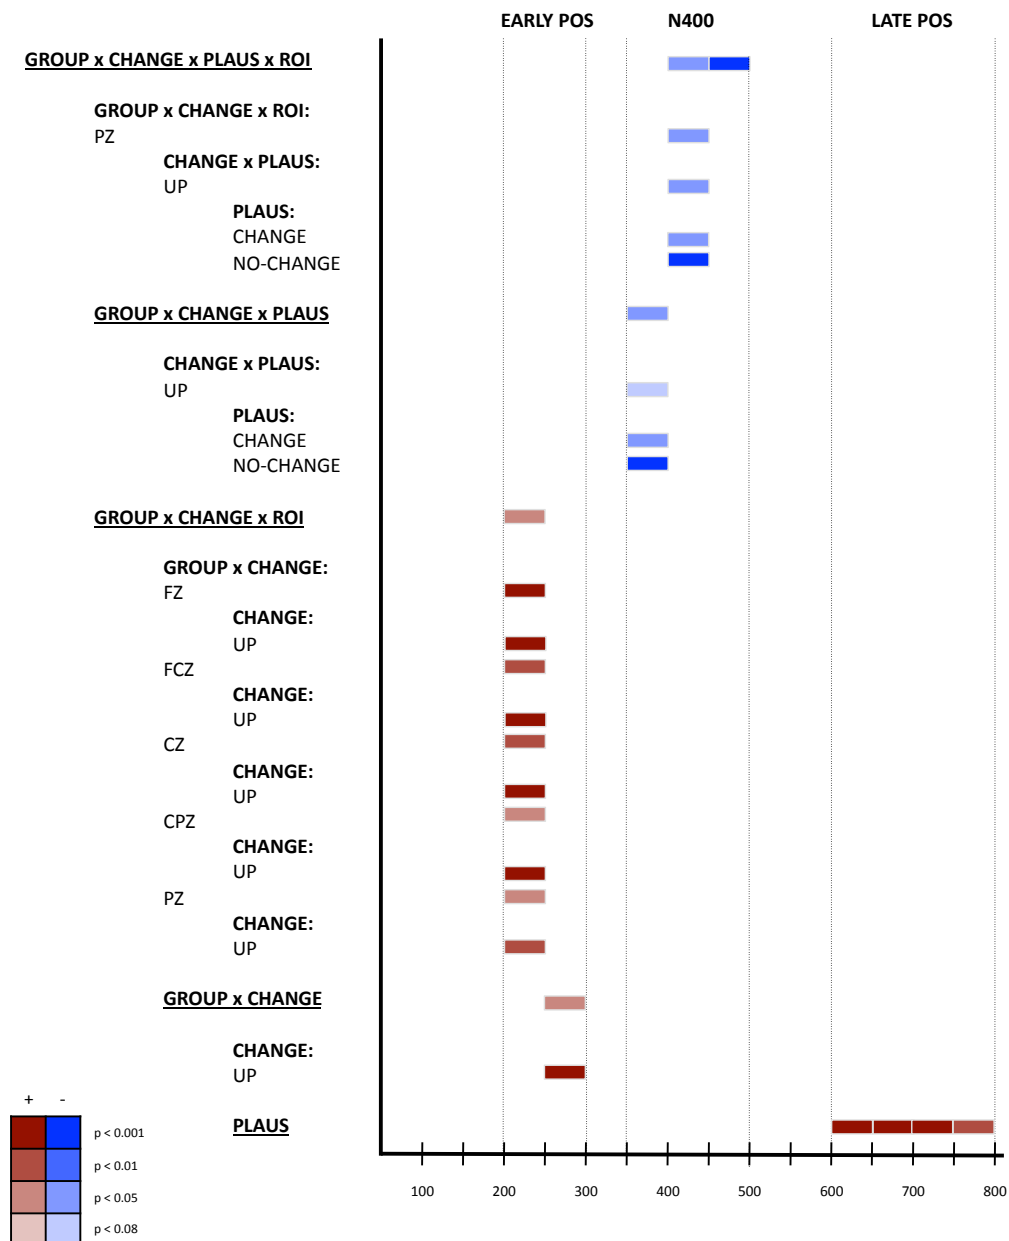 EARLY POS N400 LATE POS
GROUP x CHANGE x PLAUS x ROI
GROUP x CHANGE x ROI:
PZ
CHANGE x PLAUS:
UP
PLAUS:
CHANGE
NO-CHANGE
GROUP x CHANGE x PLAUS
CHANGE x PLAUS:
UP
PLAUS:
CHANGE
NO-CHANGE
GROUP x CHANGE x ROI
GROUP x CHANGE:
FZ
CHANGE:
UP
FCZ
CHANGE:
UP
CZ
CHANGE:
UP
CPZ
CHANGE:
UP
PZ
CHANGE:
UP
GROUP x CHANGE
CHANGE:
UP
PLAUS
+ -
p < 0.001
p < 0.01
p < 0.05
p < 0.08
100 200 300 400 500 600 700 800